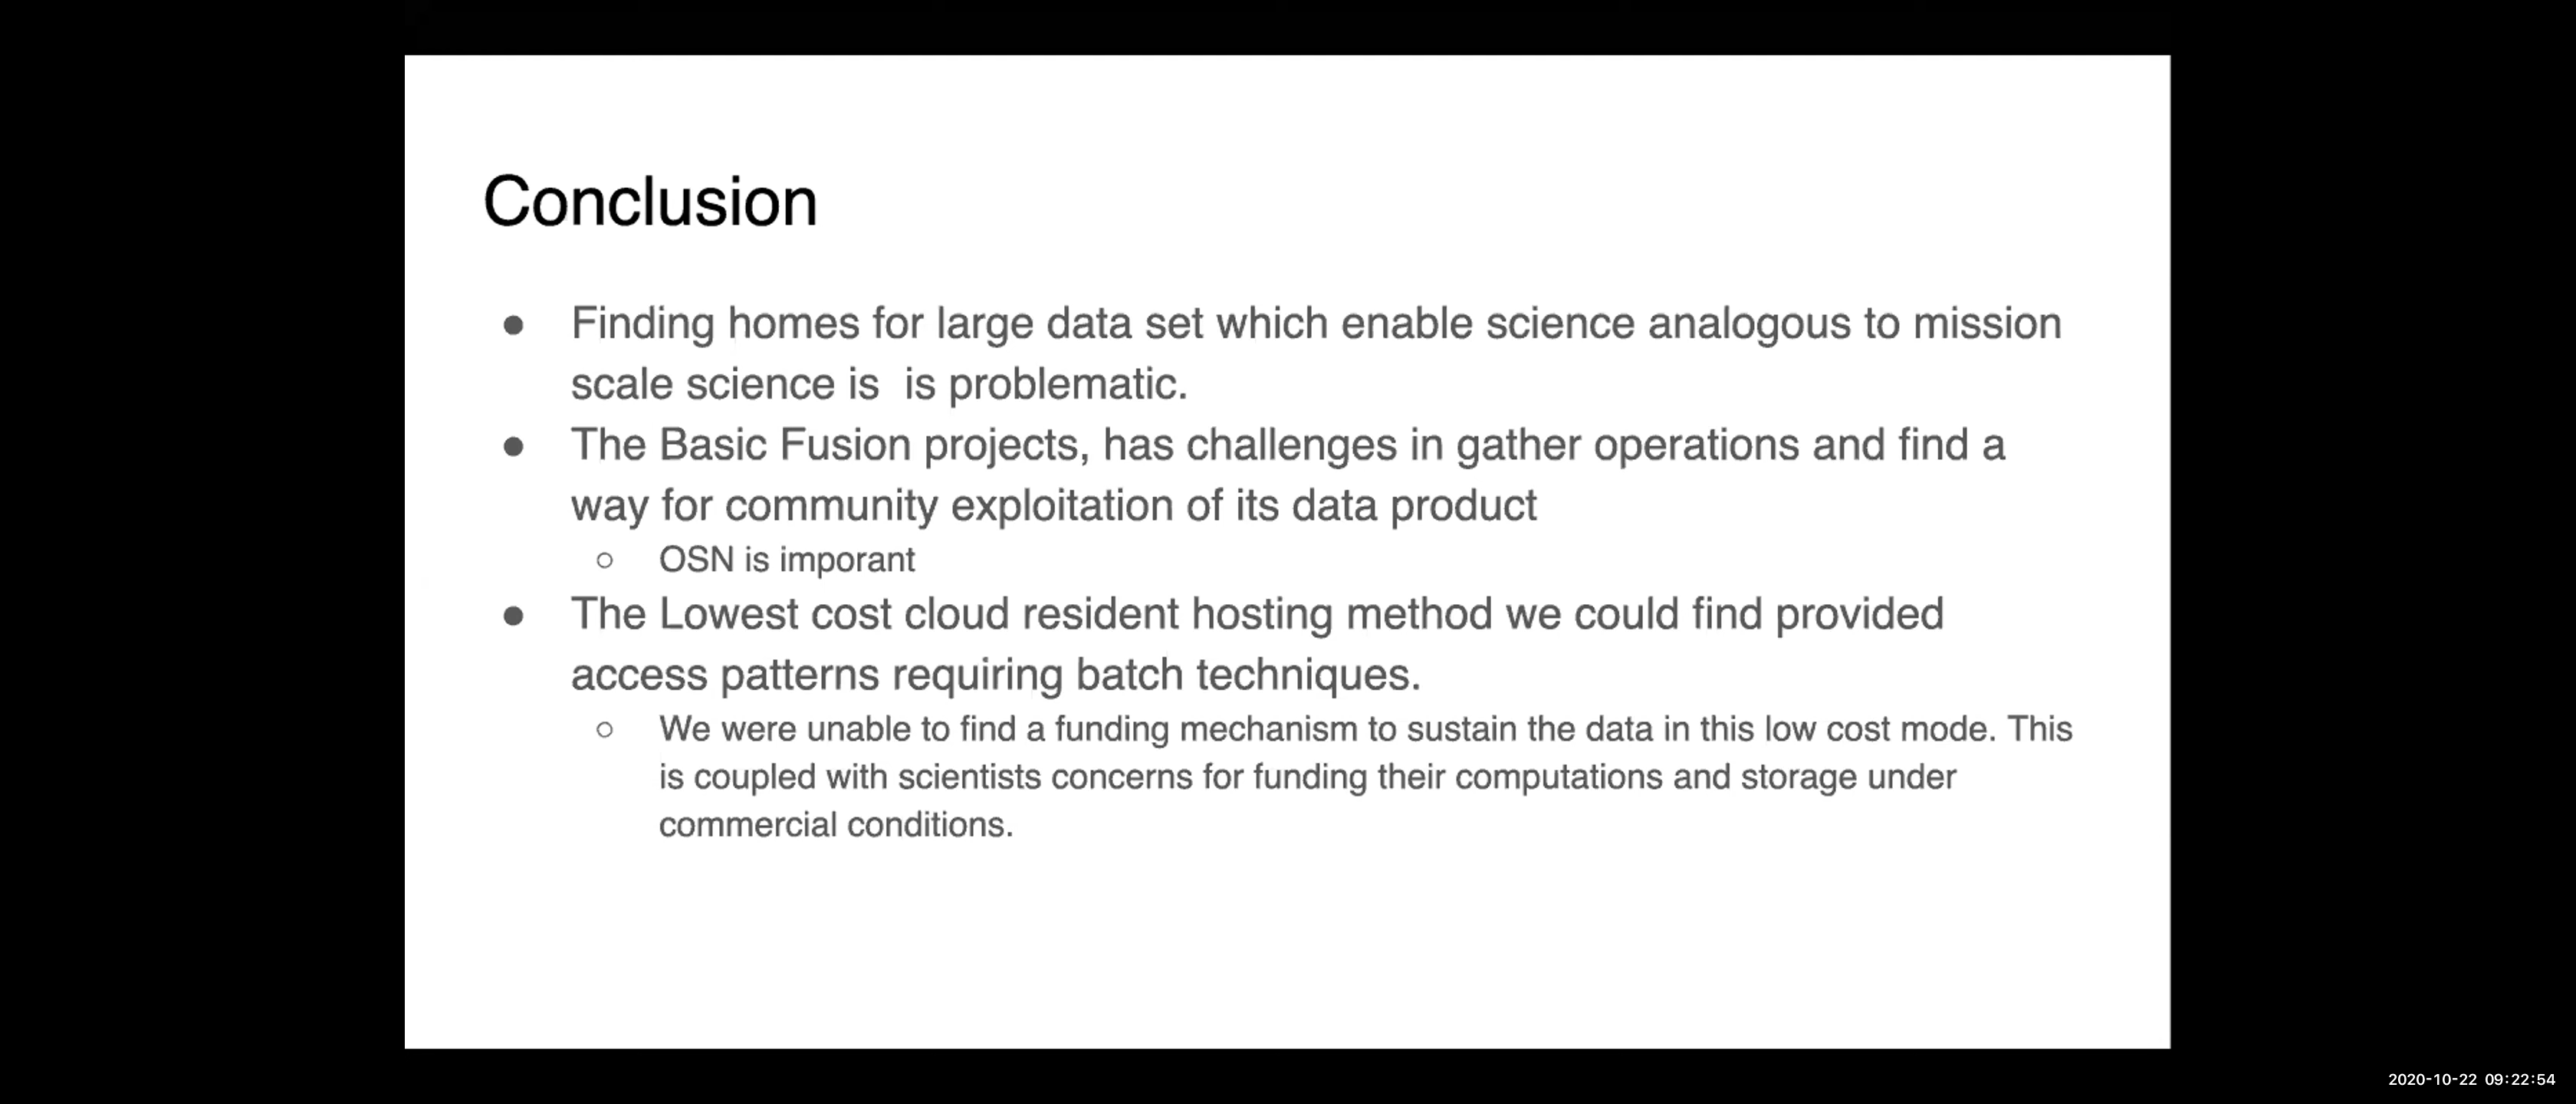 Conclusion
● Finding homes for large data set which enable science analogous to mission
scale science is  is problematic.
● The Basic Fusion projects, has challenges in gather operations and find a
way for community exploitation of its data product
○ OSN is imporant
● The Lowest cost cloud resident hosting method we could find provided
access patterns requiring batch techniques.
○ We were unable to find a funding mechanism to sustain the data in this low cost mode. This
is coupled with scientists concerns for funding their computations and storage under
commercial conditions.
2020-10-22 09:22:54